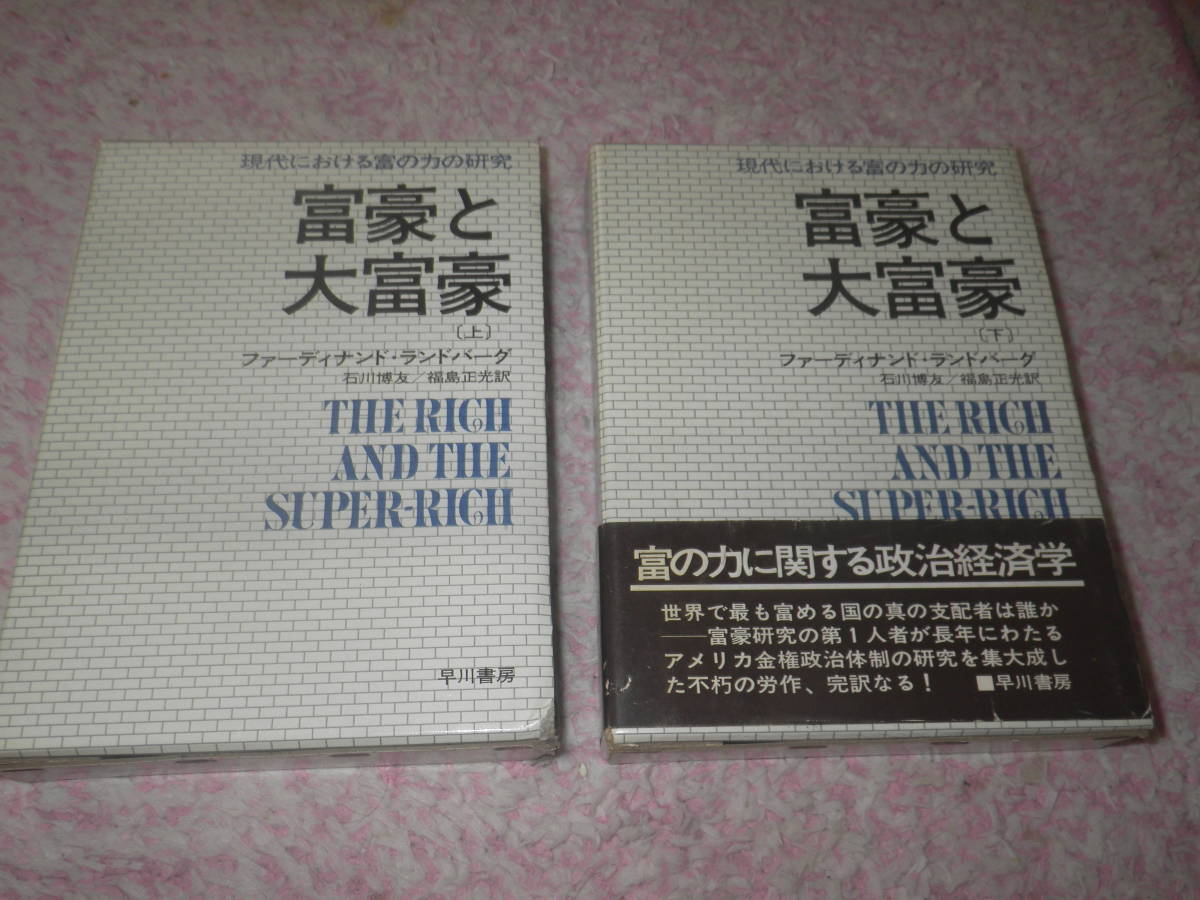 現代における富の力の研究
富豪と
大富豪
〔上〕
ファーディナンド・ランドバーグ
石川博友／福島正光訳
THE RICH
AND THE
SUPER-RICH
早川書房
現代における富の力の研究
富豪と
大富豪
〔下〕
ファーディナンド・ランドバーグ
石川博友／福島正光訳
THE RICH
AND THE
SUPER-RICH
富の力に関する政治経済学
世界で最も富める国の真の支配者は誰か
――富豪研究の第1人者が長年にわたる
アメリカ金権政治体制の研究を集大成し
た不朽の労作、完訳なる！ ■早川書房